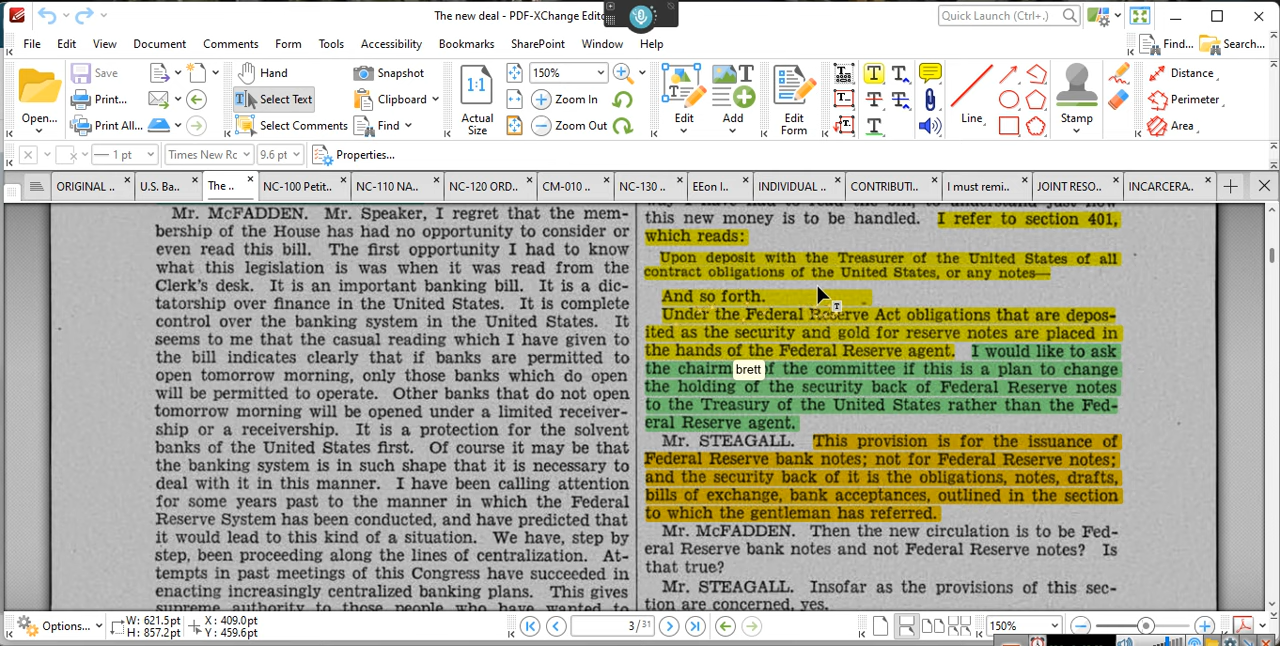 The new deal - PDF-XChange Edito
Quick Launch (Ctrl+.)
File Edit View Document Comments Form Tools Accessibility Bookmarks SharePoint Window Help
Find... Search...
Save
Hand
Snapshot
150%
Distance
Print...
Select Text
Clipboard
Zoom In
Perimeter
Open...
Print All...
Select Comments
Find
Actual Size
Zoom Out
Edit
Add
Edit Form
Line
Stamp
Area
1 pt Times New Ro 9.6 pt Properties...
ORIGINAL .. U.S. Ba.. The .. NC-100 Petit.. NC-110 NA.. NC-120 ORD.. CM-010 .. NC-130 .. EEon I.. INDIVIDUAL .. CONTRIBUTI.. I must remi.. JOINT RESO.. INCARCERA..
Mr. McFADDEN. Mr. Speaker, I regret that the mem-
bership of the House has had no opportunity to consider or
even read this bill. The first opportunity I had to know
what this legislation is was when it was read from the
Clerk's desk. It is an important banking bill. It is a dic-
tatorship over finance in the United States. It is complete
control over the banking system in the United States. It
seems to me that the casual reading which I have given to
the bill indicates clearly that if banks are permitted to
open tomorrow morning, only those banks which do open
will be permitted to operate. Other banks that do not open
tomorrow morning will be opened under a limited receiver-
ship or a receivership. It is a protection for the solvent
banks of the United States first. Of course it may be that
the banking system is in such shape that it is necessary to
deal with it in this manner. I have been calling attention
for some years past to the manner in which the Federal
Reserve System has been conducted, and have predicted that
it would lead to this kind of a situation. We have, step by
step, been proceeding along the lines of centralization. At-
tempts in past meetings of this Congress have succeeded in
enacting increasingly centralized banking plans. This gives
supreme authority to those people who have wanted to
this new money is to be handled. I refer to section 401,
which reads:
Upon deposit with the Treasurer of the United States of all
contract obligations of the United States, or any notes—
And so forth.
Under the Federal Reserve Act obligations that are depos-
ited as the security and gold for reserve notes are placed in
the hands of the Federal Reserve agent. I would like to ask
the chairm brett of the committee if this is a plan to change
the holding of the security back of Federal Reserve notes
to the Treasury of the United States rather than the Fed-
eral Reserve agent.
Mr. STEAGALL. This provision is for the issuance of
Federal Reserve bank notes; not for Federal Reserve notes;
and the security back of it is the obligations, notes, drafts,
bills of exchange, bank acceptances, outlined in the section
to which the gentleman has referred.
Mr. McFADDEN. Then the new circulation is to be Fed-
eral Reserve bank notes and not Federal Reserve notes? Is
that true?
Mr. STEAGALL. Insofar as the provisions of this sec-
tion are concerned, yes.
Options... W: 621.5pt H: 857.2pt X: 409.0pt Y: 459.6pt 3/31 150%